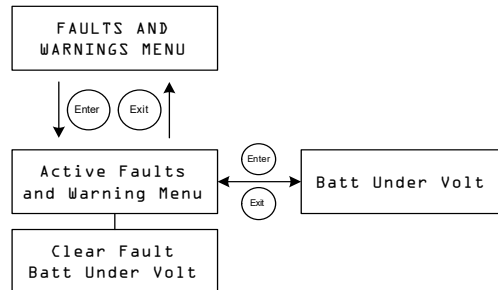 FAULTS AND
WARNINGS MENU
Enter
Exit
Active Faults
and Warning Menu
Enter
Exit
Batt Under Volt
Clear Fault
Batt Under Volt